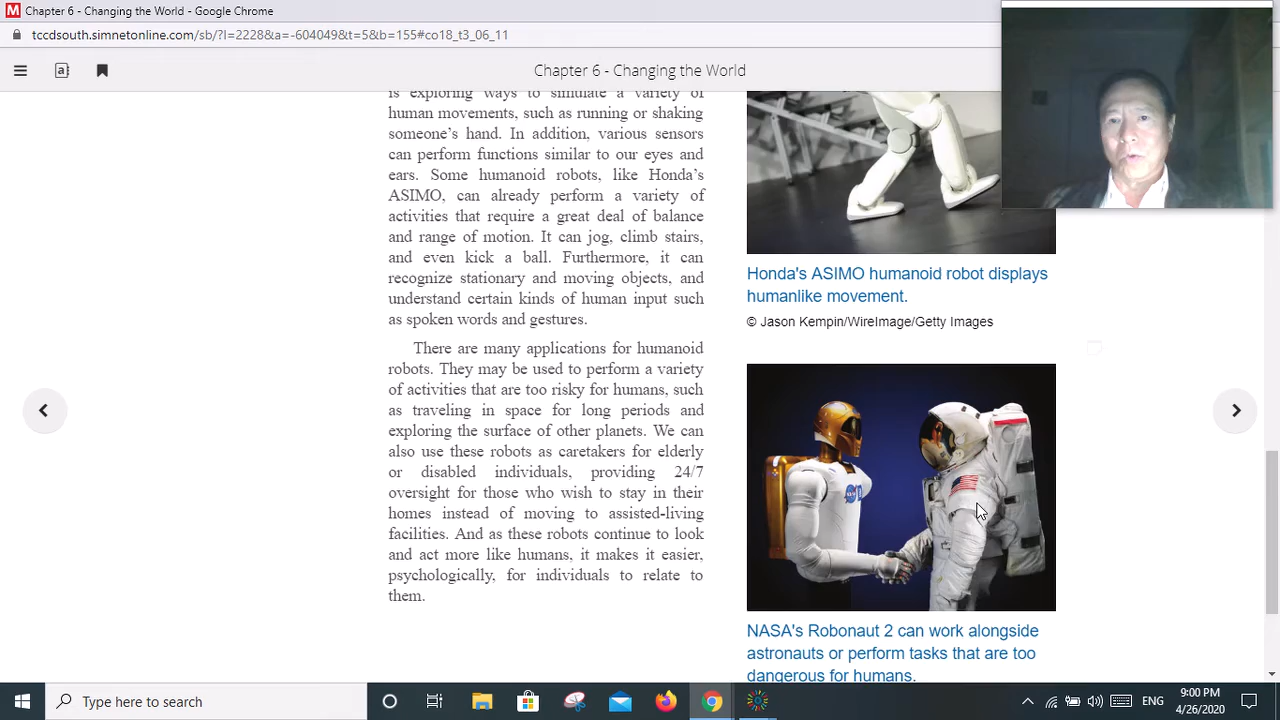 Chapter 6 - Changing the World - Google Chrome
tccdsouth.simnetonline.com/sb/?l=2228&a=-604049&t=5&b=155#co18_t3_06_11
Chapter 6 - Changing the World
is exploring ways to simulate a variety of
human movements, such as running or shaking
someone's hand. In addition, various sensors
can perform functions similar to our eyes and
ears. Some humanoid robots, like Honda's
ASIMO, can already perform a variety of
activities that require a great deal of balance
and range of motion. It can jog, climb stairs,
and even kick a ball. Furthermore, it can
recognize stationary and moving objects, and
understand certain kinds of human input such
as spoken words and gestures.
There are many applications for humanoid
robots. They may be used to perform a variety
of activities that are too risky for humans, such
as traveling in space for long periods and
exploring the surface of other planets. We can
also use these robots as caretakers for elderly
or disabled individuals, providing 24/7
oversight for those who wish to stay in their
homes instead of moving to assisted-living
facilities. And as these robots continue to look
and act more like humans, it makes it easier,
psychologically, for individuals to relate to
them.
Honda's ASIMO humanoid robot displays
humanlike movement.
© Jason Kempin/WireImage/Getty Images
NASA's Robonaut 2 can work alongside
astronauts or perform tasks that are too
dangerous for humans.
Type here to search
ENG
9:00 PM
4/26/2020